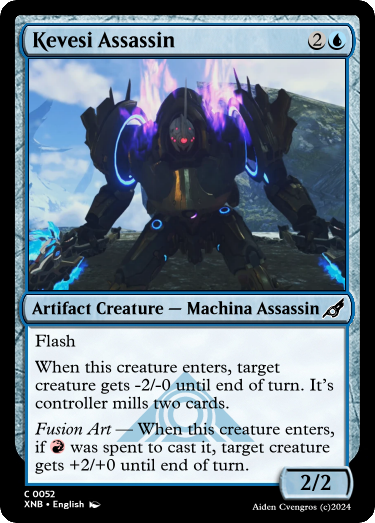 Kevesi Assassin 2
Artifact Creature — Machina Assassin
Flash
When this creature enters, target
creature gets -2/-0 until end of turn. It's
controller mills two cards.
Fusion Art — When this creature enters,
if was spent to cast it, target creature
gets +2/+0 until end of turn.
2/2
C 0052
XNB • English
Aiden Cvengros (c)2024